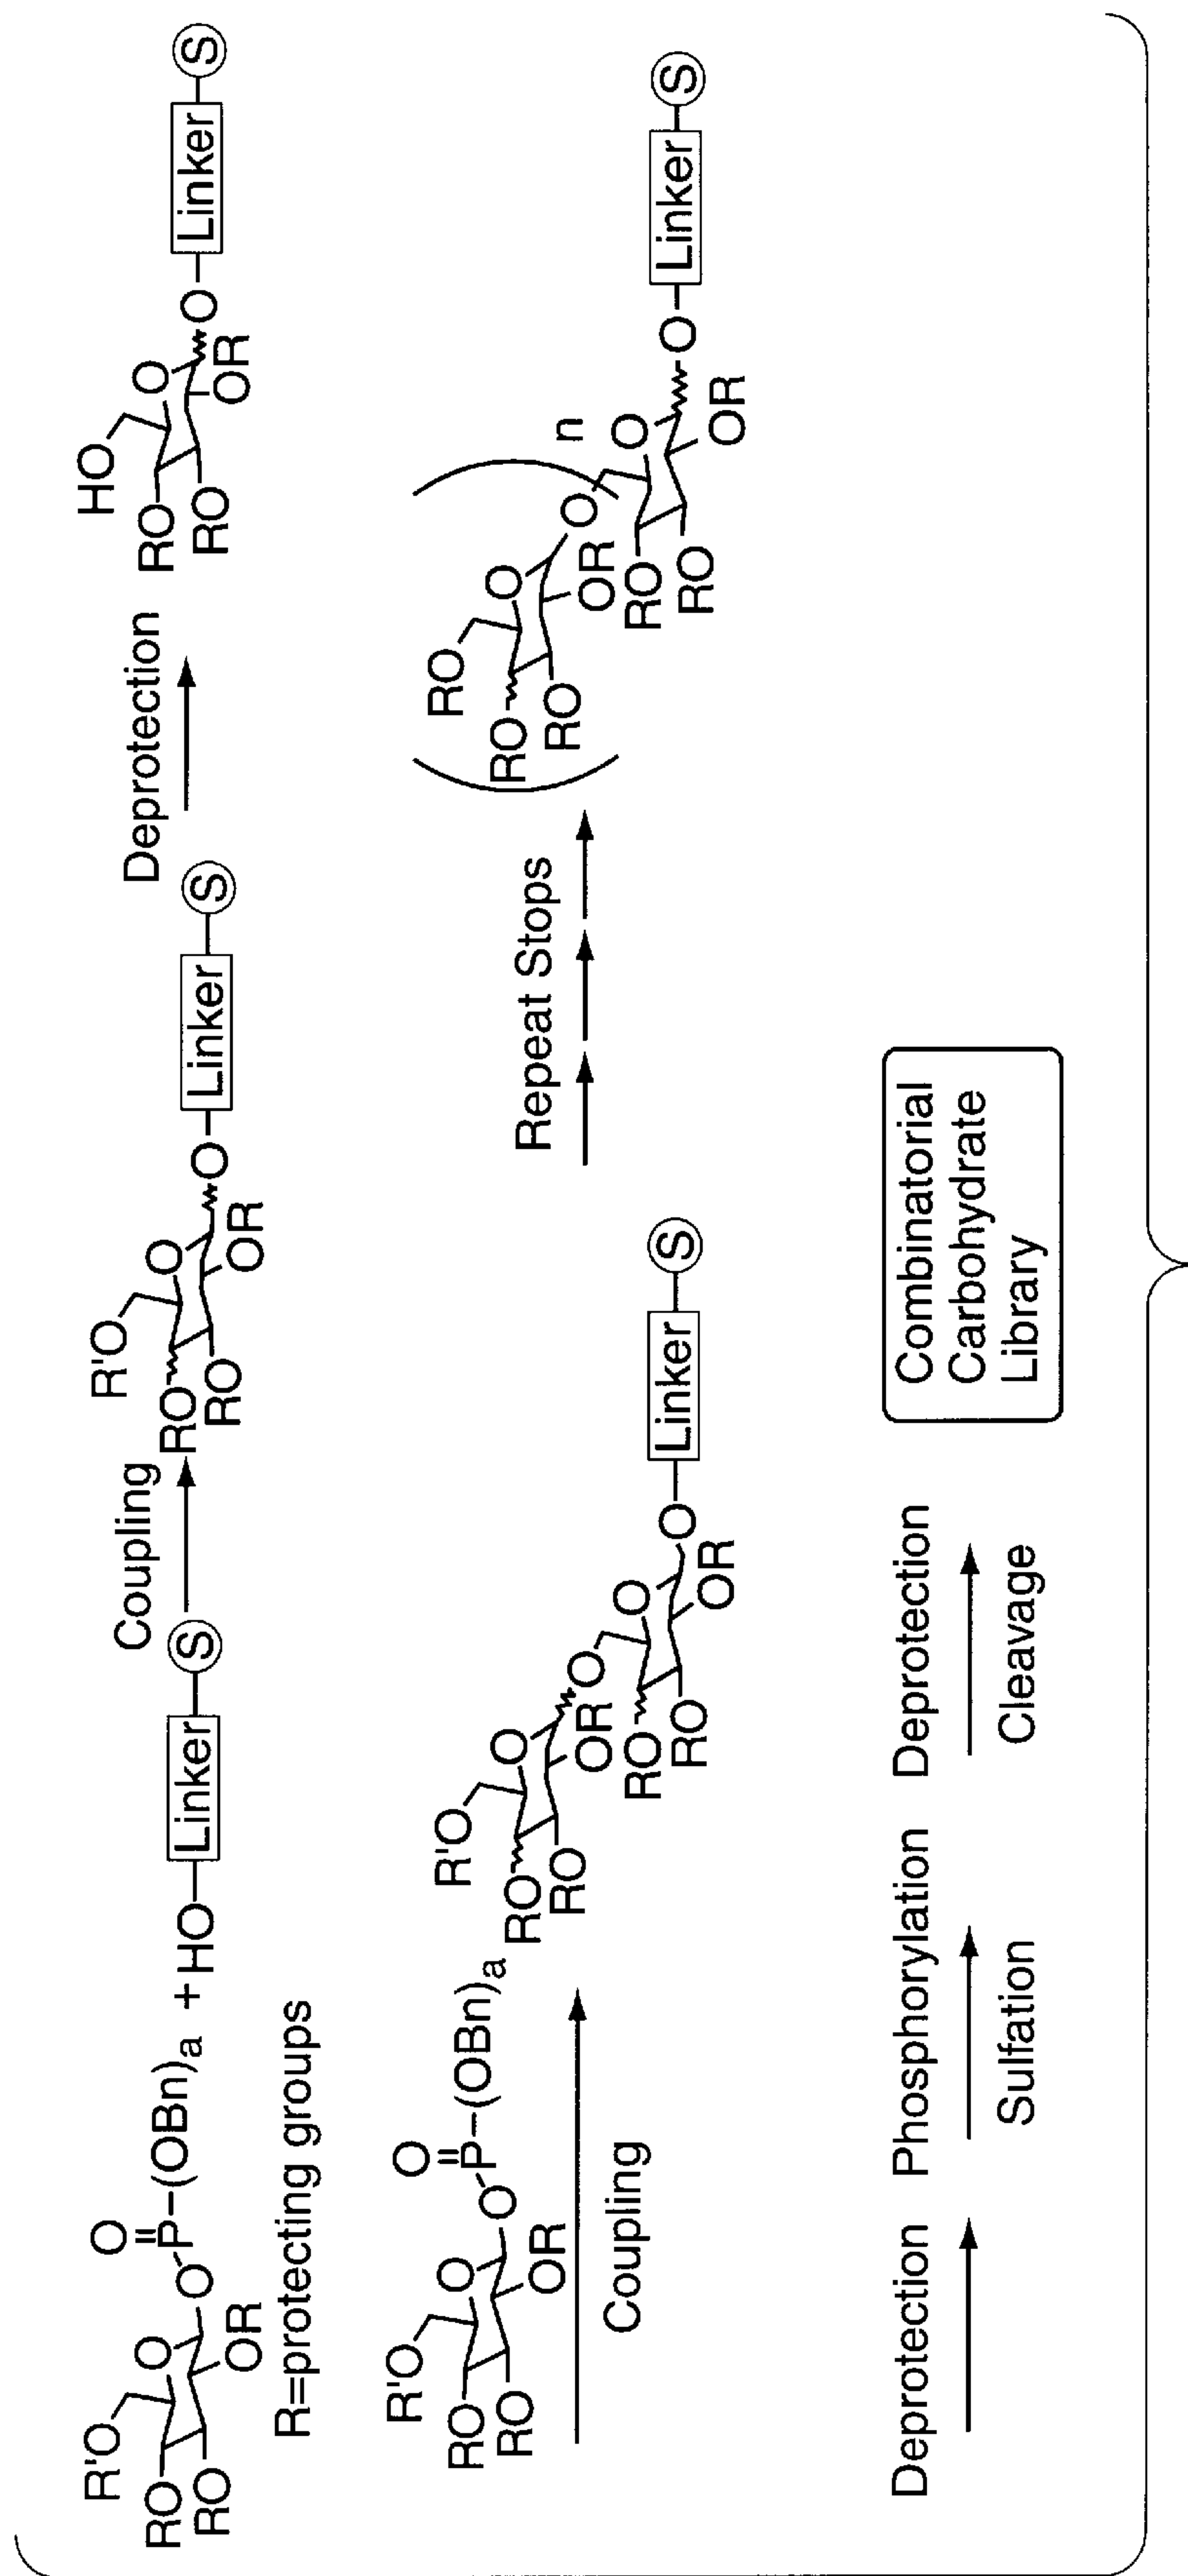 R'O
RO
RO
O
OR
O
O
P
(OBn)a
+
HO
Linker
S
R=protecting groups
Coupling
R'O
RO
RO
O
OR
O
Linker
S
Deprotection
HO
RO
RO
O
OR
O
Linker
S
R'O
RO
RO
O
OR
O
O
P
(OBn)a
Coupling
R'O
RO
RO
O
OR
O
RO
RO
O
OR
O
Linker
S
Repeat Stops
RO
RO
RO
O
OR
O
n
RO
RO
O
OR
O
Linker
S
Deprotection
Phosphorylation
Sulfation
Deprotection
Cleavage
Combinatorial
Carbohydrate
Library